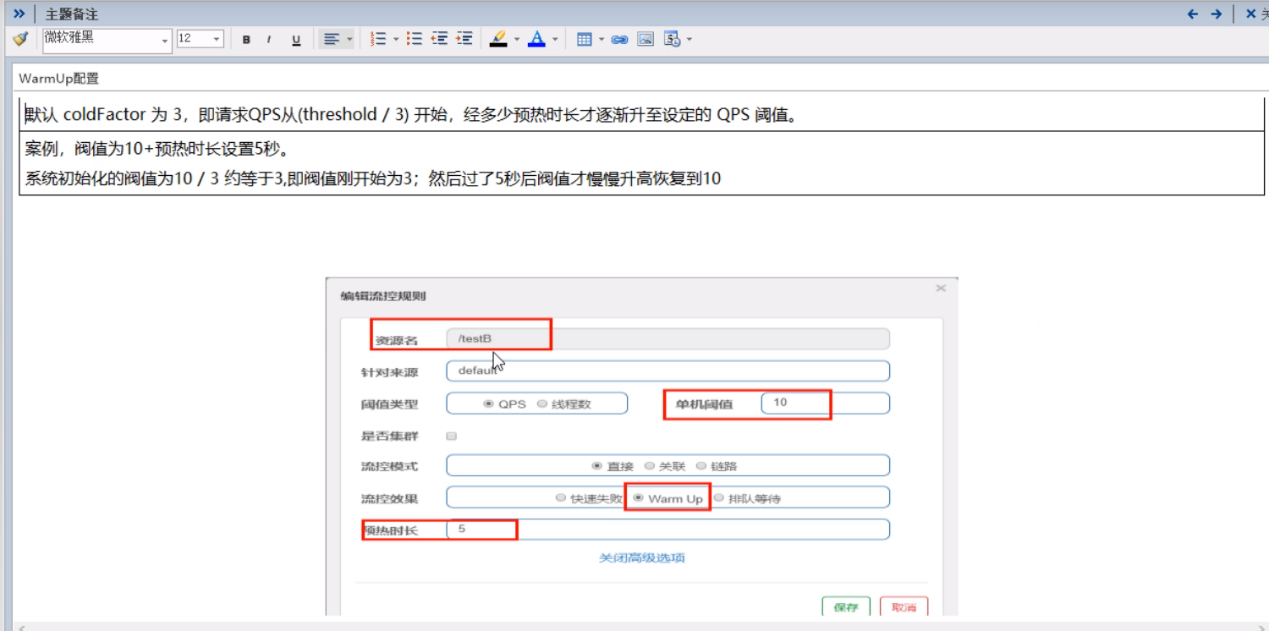 主题备注
关
微软雅黑 12 B I U
WarmUp配置
默认 coldFactor 为 3，即请求QPS从(threshold / 3) 开始，经多少预热时长才逐渐升至设定的 QPS 阈值。
案例，阀值为10+预热时长设置5秒。
系统初始化的阀值为10 / 3 约等于3,即阀值刚开始为3；然后过了5秒后阀值才慢慢升高恢复到10
编辑流控规则
资源名 /testB
针对来源 default
阈值类型 QPS 线程数 单机阈值 10
是否集群
流控模式 直接 关联 链路
流控效果 快速失败 Warm Up 排队等待
预热时长 5
关闭高级选项
保存 取消